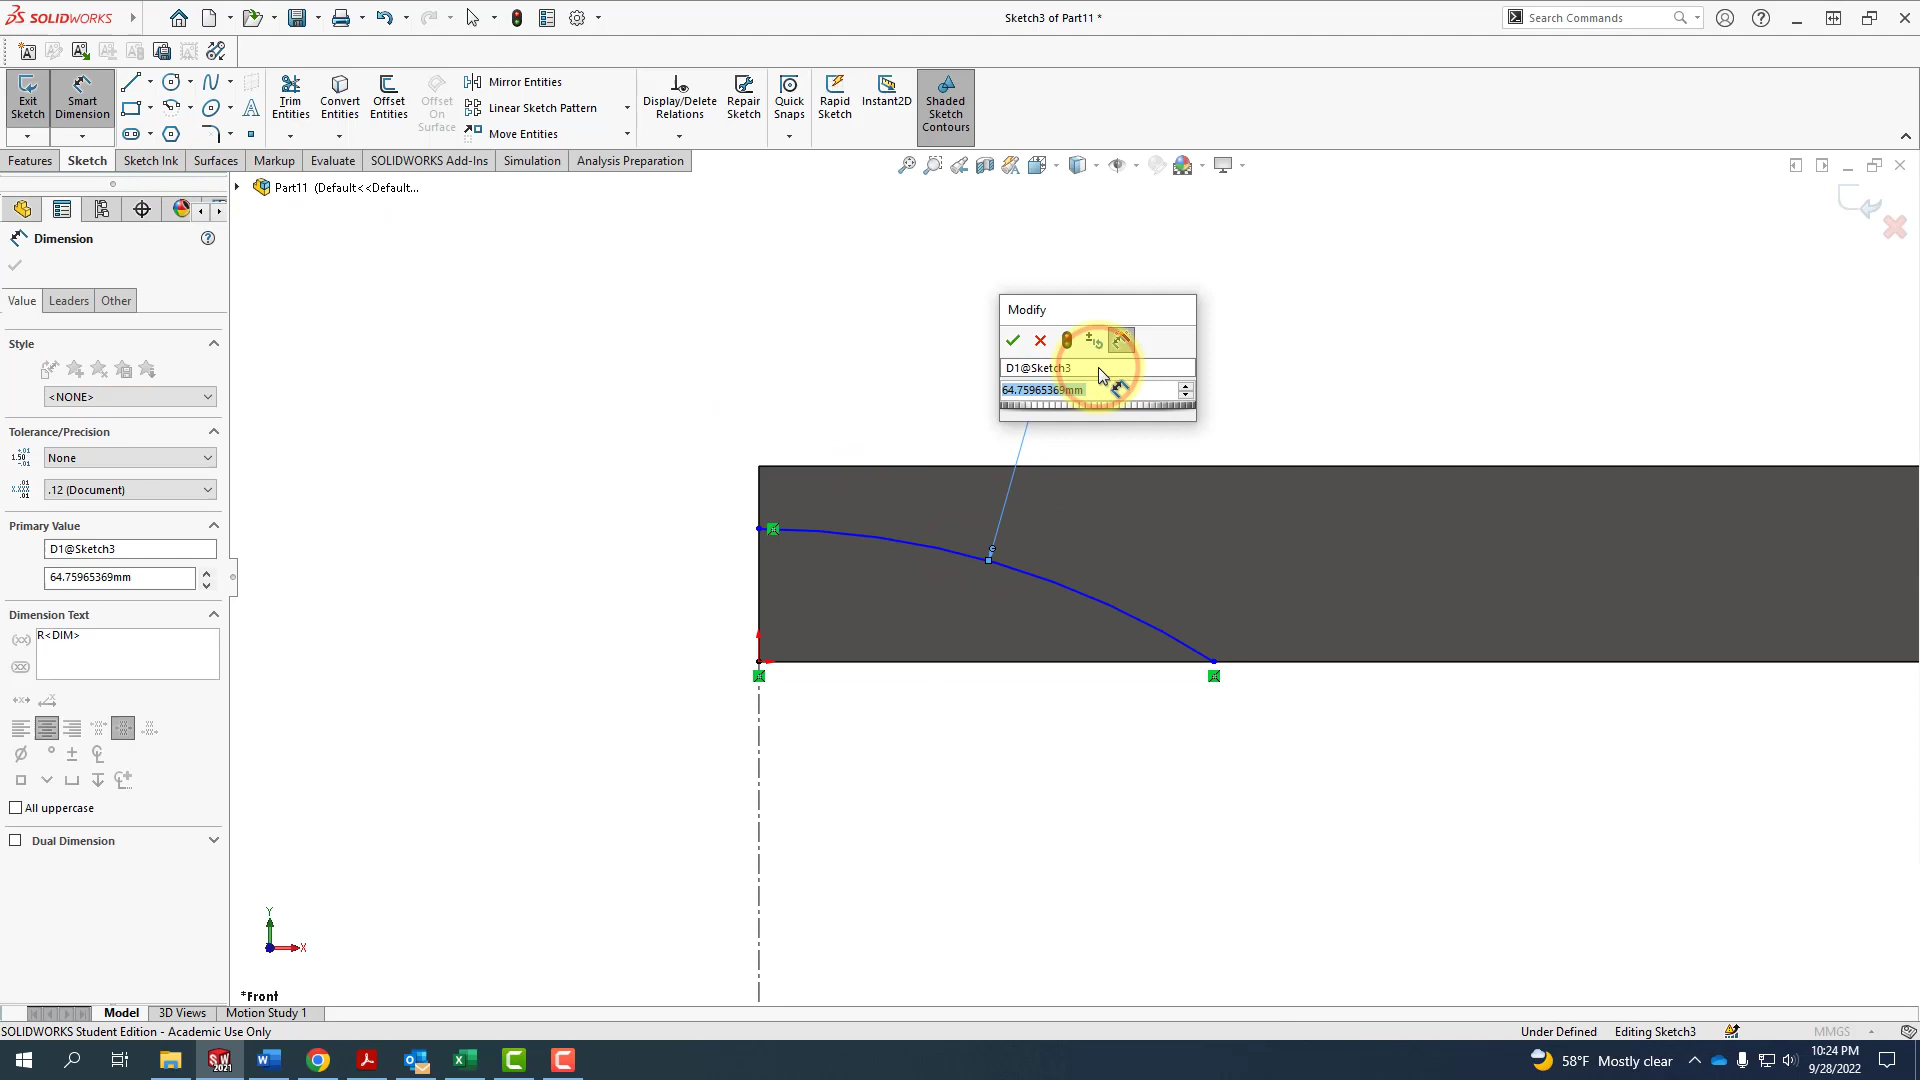 SOLIDWORKS
Sketch3 of Part11 *
Search Commands
Exit Sketch
Smart Dimension
Trim Entities
Convert Entities
Offset Entities
Offset On Surface
Mirror Entities
Linear Sketch Pattern
Move Entities
Display/Delete Relations
Repair Sketch
Quick Snaps
Rapid Sketch
Instant2D
Shaded Sketch Contours
Features
Sketch
Sketch Ink
Surfaces
Markup
Evaluate
SOLIDWORKS Add-Ins
Simulation
Analysis Preparation
Part11 (Default<<Default...
Dimension
Value
Leaders
Other
Style
<NONE>
Tolerance/Precision
None
.12 (Document)
Primary Value
D1@Sketch3
64.75965369mm
Dimension Text
R<DIM>
All uppercase
Dual Dimension
Modify
D1@Sketch3
64.75965369mm
Y
X
*Front
Model
3D Views
Motion Study 1
SOLIDWORKS Student Edition - Academic Use Only
Under Defined
Editing Sketch3
MMGS
58°F Mostly clear
10:24 PM
9/28/2022